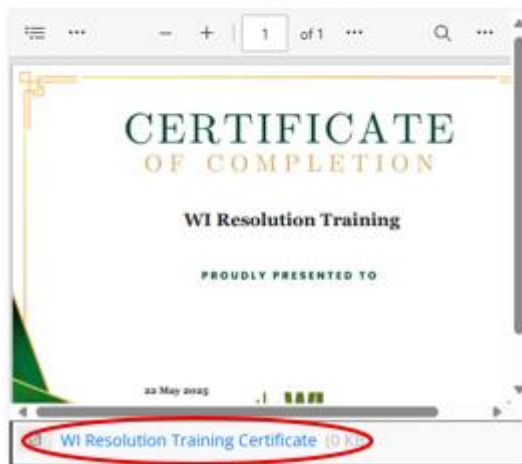 1 of 1
CERTIFICATE
OF COMPLETION
WI Resolution Training
PROUDLY PRESENTED TO
22 May 2025
WI Resolution Training Certificate (0 KB)